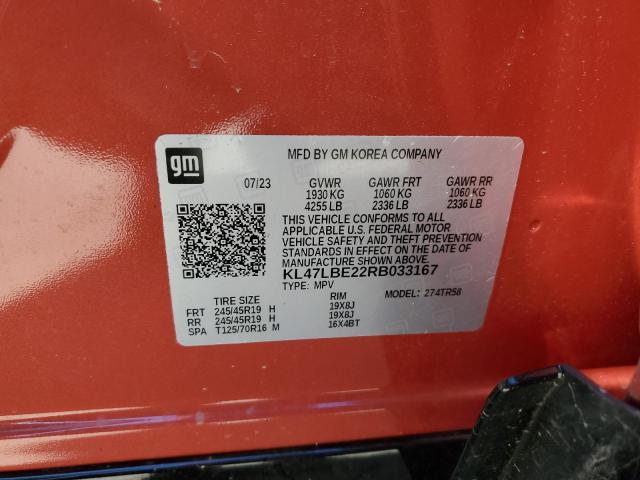 gm
MFD BY GM KOREA COMPANY
07/23 GVWR GAWR FRT GAWR RR
1930 KG 1060 KG 1060 KG
4255 LB 2336 LB 2336 LB
THIS VEHICLE CONFORMS TO ALL
APPLICABLE U.S. FEDERAL MOTOR
VEHICLE SAFETY AND THEFT PREVENTION
STANDARDS IN EFFECT ON THE DATE OF
MANUFACTURE SHOWN ABOVE.
KL47LBE22RB033167
TYPE: MPV MODEL: 274TR58
TIRE SIZE RIM
FRT 245/45R19 H 19X8J
RR 245/45R19 H 19X8J
SPA T125/70R16 M 16X4BT